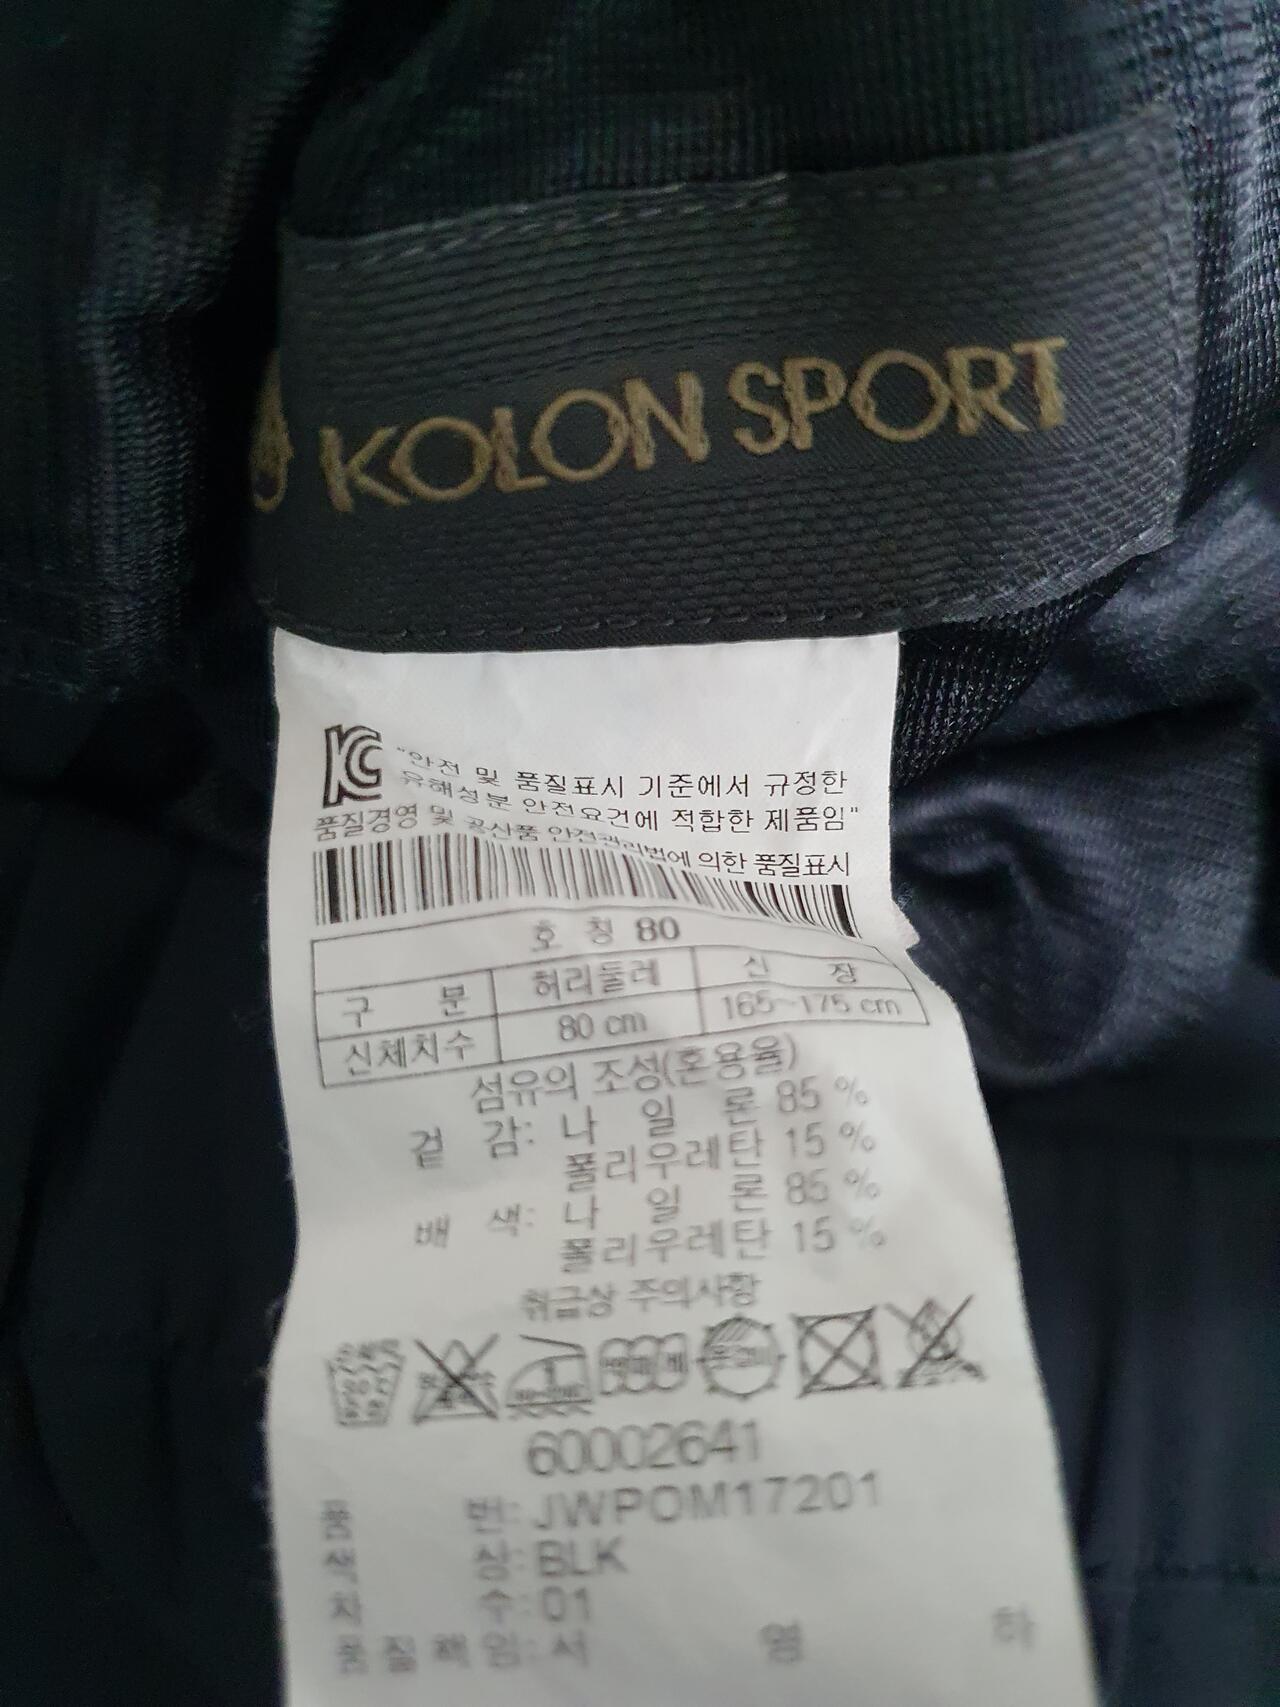 KOLON SPORT
"안전 및 품질표시 기준에서 규정한
유해성분 안전요건에 적합한 제품임"
품질경영 및 공산품 안전관리법에 의한 품질표시
호 칭 80
구 분 허리둘레 신 장
신체치수 80 cm 165~175 cm
섬유의 조성(혼용율)
겉 감: 나 일 론 85 %
폴리우레탄 15 %
배 색: 나 일 론 85 %
폴리우레탄 15 %
취급상 주의사항
60002641
품 번: JWPOM17201
색 상: BLK
치 수: 01
품 질 책 임: 서 영 하